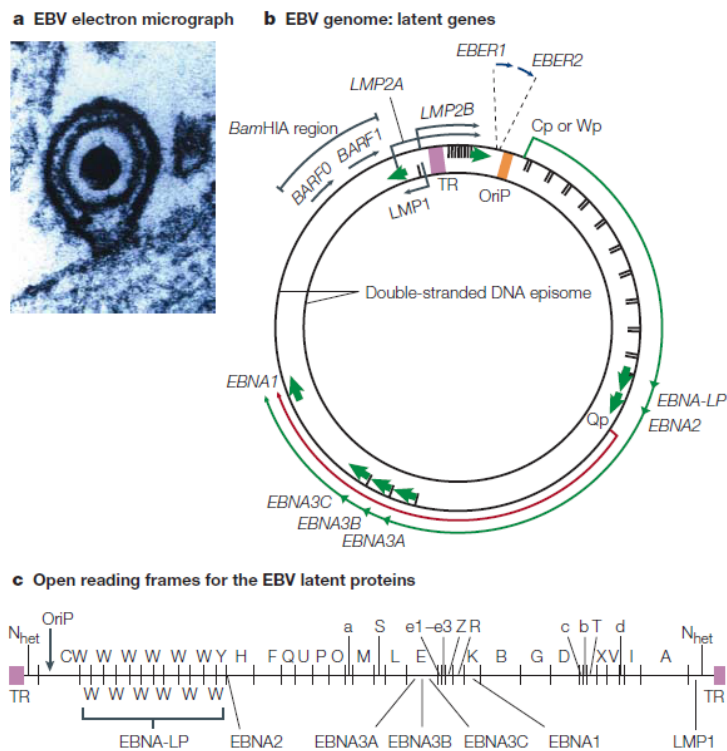 a EBV electron micrograph
b EBV genome: latent genes
EBER1
EBER2
LMP2A
LMP2B
BamHIA region
BARF0
BARF1
Cp or Wp
LMP1
TR
OriP
Double-stranded DNA episome
EBNA1
EBNA-LP
Qp
EBNA2
EBNA3C
EBNA3B
EBNA3A
c Open reading frames for the EBV latent proteins
OriP
a S e1–e3 Z R c b T d
Nhet Nhet
C W W W W W W W Y H F Q U P O M L E K B G D X V I A
TR W W W W W W TR
EBNA-LP EBNA2 EBNA3A EBNA3B EBNA3C EBNA1 LMP1